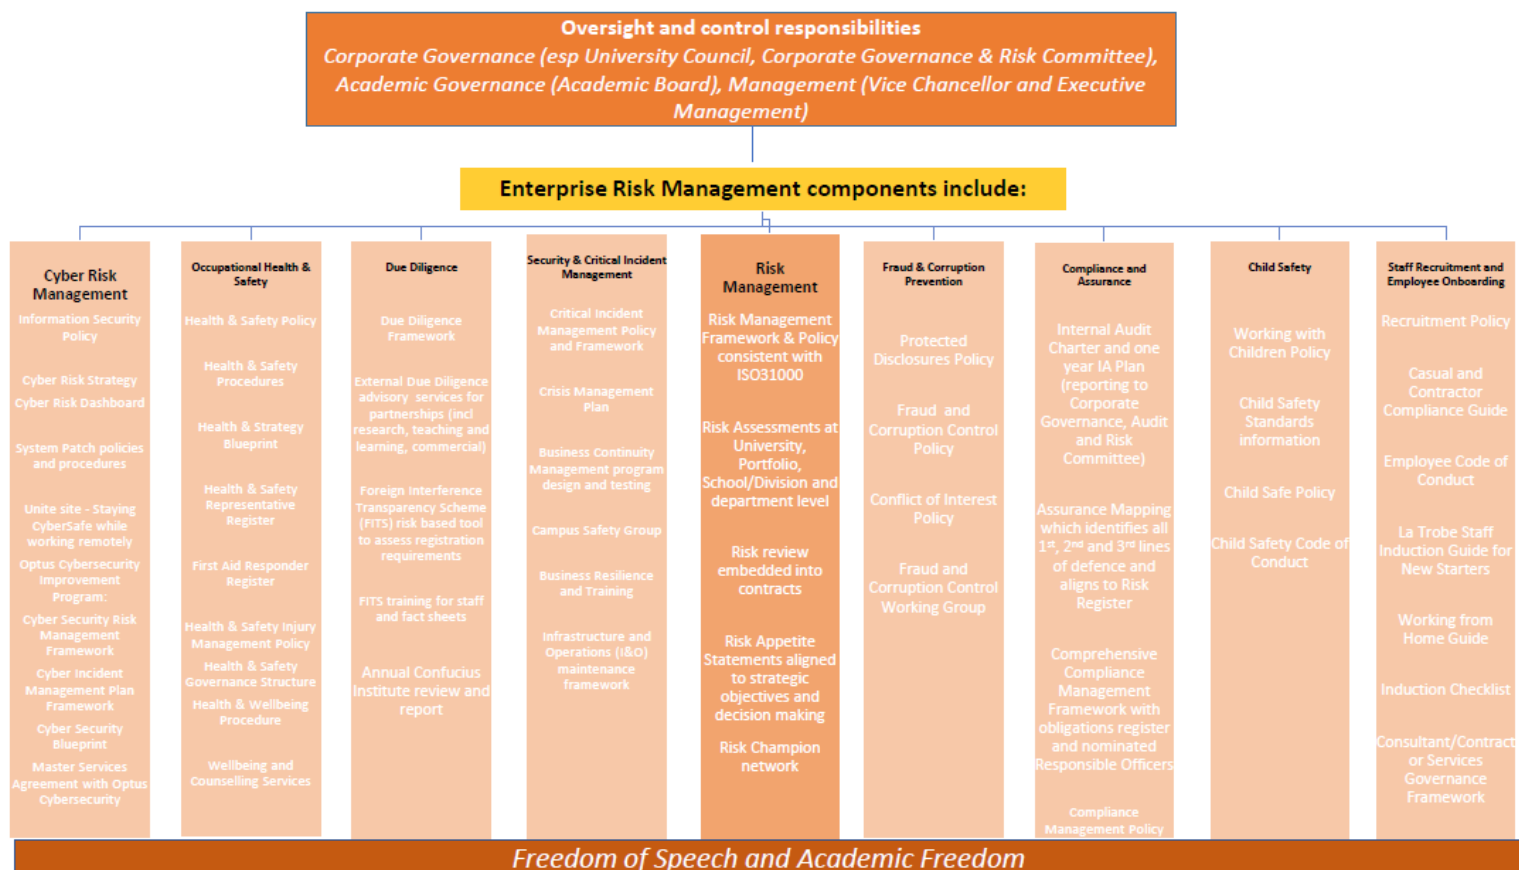 Oversight and control responsibilities
Corporate Governance (esp University Council, Corporate Governance & Risk Committee),
Academic Governance (Academic Board), Management (Vice Chancellor and Executive
Management)
Enterprise Risk Management components include:
Cyber Risk
Management
Information Security
Policy
Cyber Risk Strategy
Cyber Risk Dashboard
System Patch policies
and procedures
Unite site - Staying
CyberSafe while
working remotely
Optus Cybersecurity
Improvement
Program:
Cyber Security Risk
Management
Framework
Cyber Incident
Management Plan
Framework
Cyber Security
Blueprint
Master Services
Agreement with Optus
Cybersecurity
Occupational Health &
Safety
Health & Safety Policy
Health & Safety
Procedures
Health & Strategy
Blueprint
Health & Safety
Representative
Register
First Aid Responder
Register
Health & Safety Injury
Management Policy
Health & Safety
Governance Structure
Health & Wellbeing
Procedure
Wellbeing and
Counselling Services
Due Diligence
Due Diligence
Framework
External Due Diligence
advisory services for
partnerships (incl
research, teaching and
learning, commercial)
Foreign Interference
Transparency Scheme
(FITS) risk based tool
to assess registration
requirements
FITS training for staff
and fact sheets
Annual Confucius
Institute review and
report
Security & Critical Incident
Management
Critical Incident
Management Policy
and Framework
Crisis Management
Plan
Business Continuity
Management program
design and testing
Campus Safety Group
Business Resilience
and Training
Infrastructure and
Operations (I&O)
maintenance
framework
Risk
Management
Risk Management
Framework & Policy
consistent with
ISO31000
Risk Assessments at
University,
Portfolio,
School/Division and
department level
Risk review
embedded into
contracts
Risk Appetite
Statements aligned
to strategic
objectives and
decision making
Risk Champion
network
Fraud & Corruption
Prevention
Protected
Disclosures Policy
Fraud and
Corruption Control
Policy
Conflict of Interest
Policy
Fraud and
Corruption Control
Working Group
Compliance and
Assurance
Internal Audit
Charter and one
year IA Plan
(reporting to
Corporate
Governance, Audit
and Risk
Committee)
Assurance Mapping
which identifies all
1st, 2nd and 3rd lines
of defence and
aligns to Risk
Register
Comprehensive
Compliance
Management
Framework with
obligations register
and nominated
Responsible Officers
Compliance
Management Policy
Child Safety
Working with
Children Policy
Child Safety
Standards
information
Child Safe Policy
Child Safety Code of
Conduct
Staff Recruitment and
Employee Onboarding
Recruitment Policy
Casual and
Contractor
Compliance Guide
Employee Code of
Conduct
La Trobe Staff
Induction Guide for
New Starters
Working from
Home Guide
Induction Checklist
Consultant/Contract
or Services
Governance
Framework
Freedom of Speech and Academic Freedom